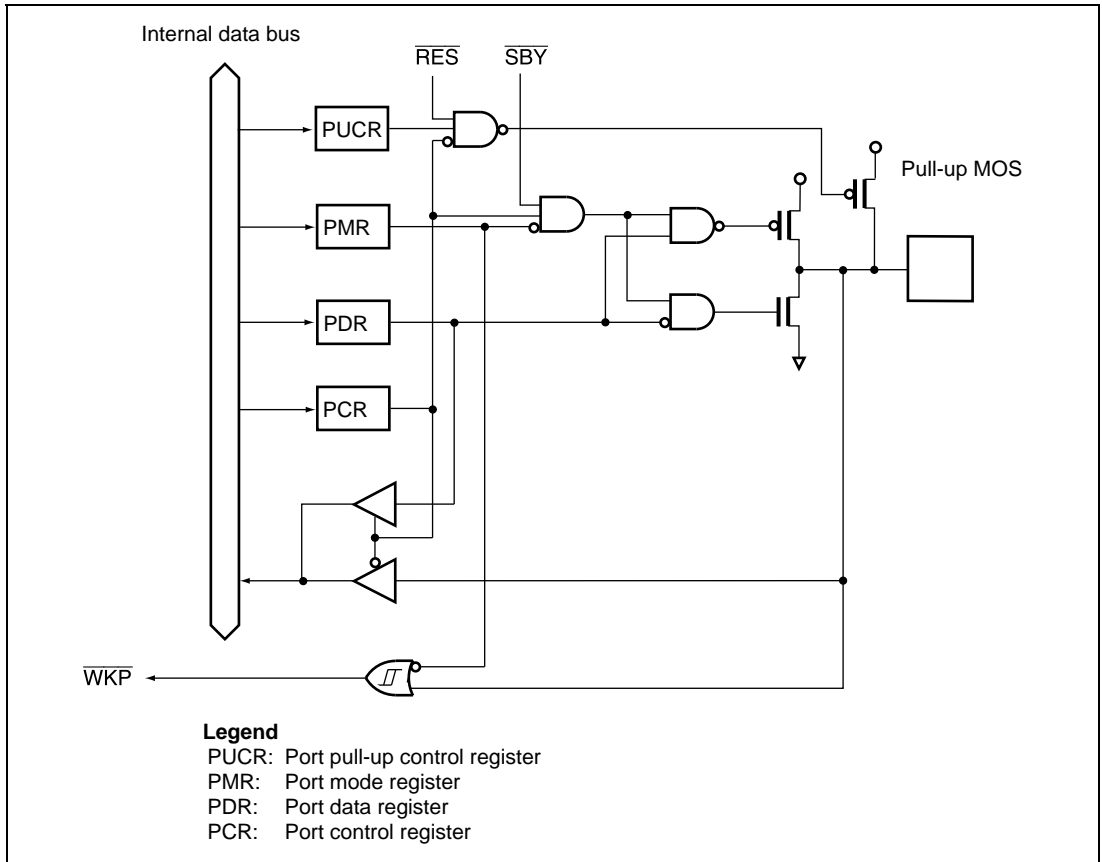 Internal data bus
RES
SBY
PUCR
Pull-up MOS
PMR
PDR
PCR
WKP
Legend
PUCR: Port pull-up control register
PMR: Port mode register
PDR: Port data register
PCR: Port control register